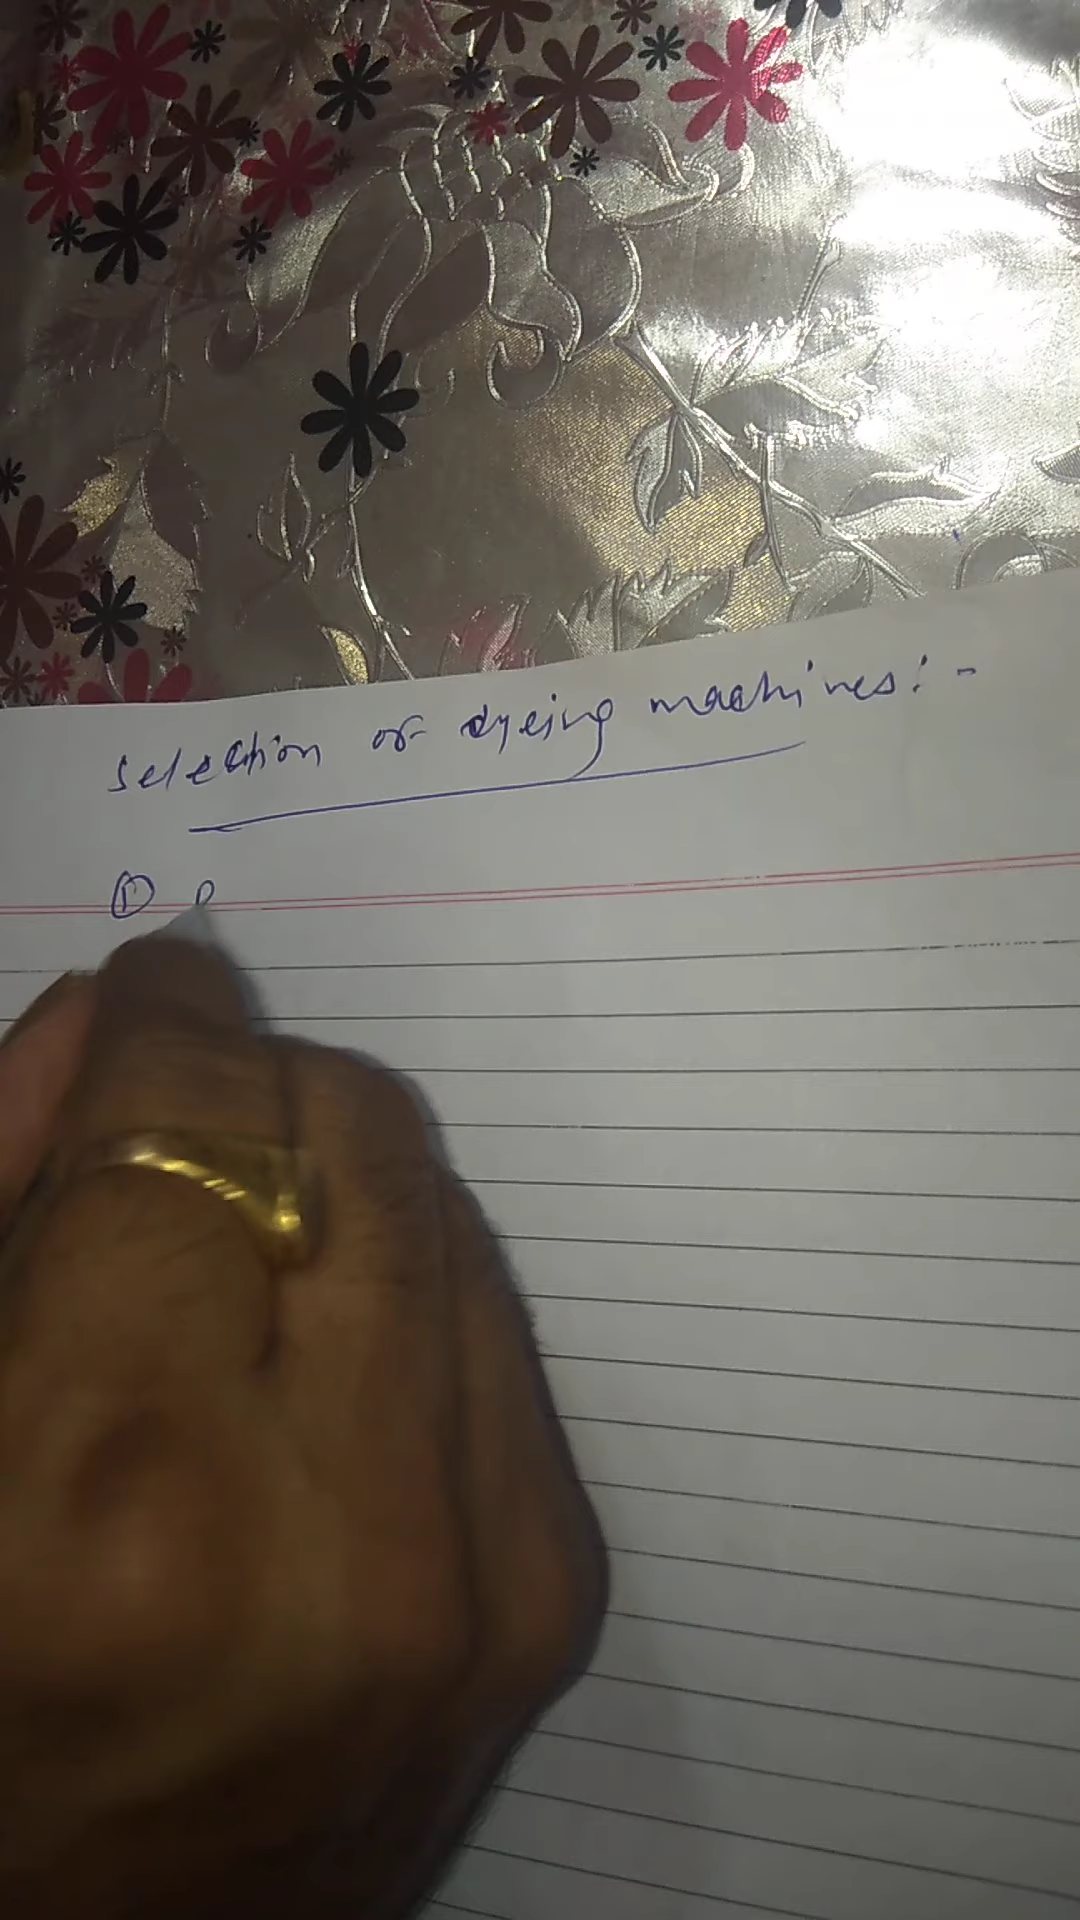 Selection of dyeing machines:-
①